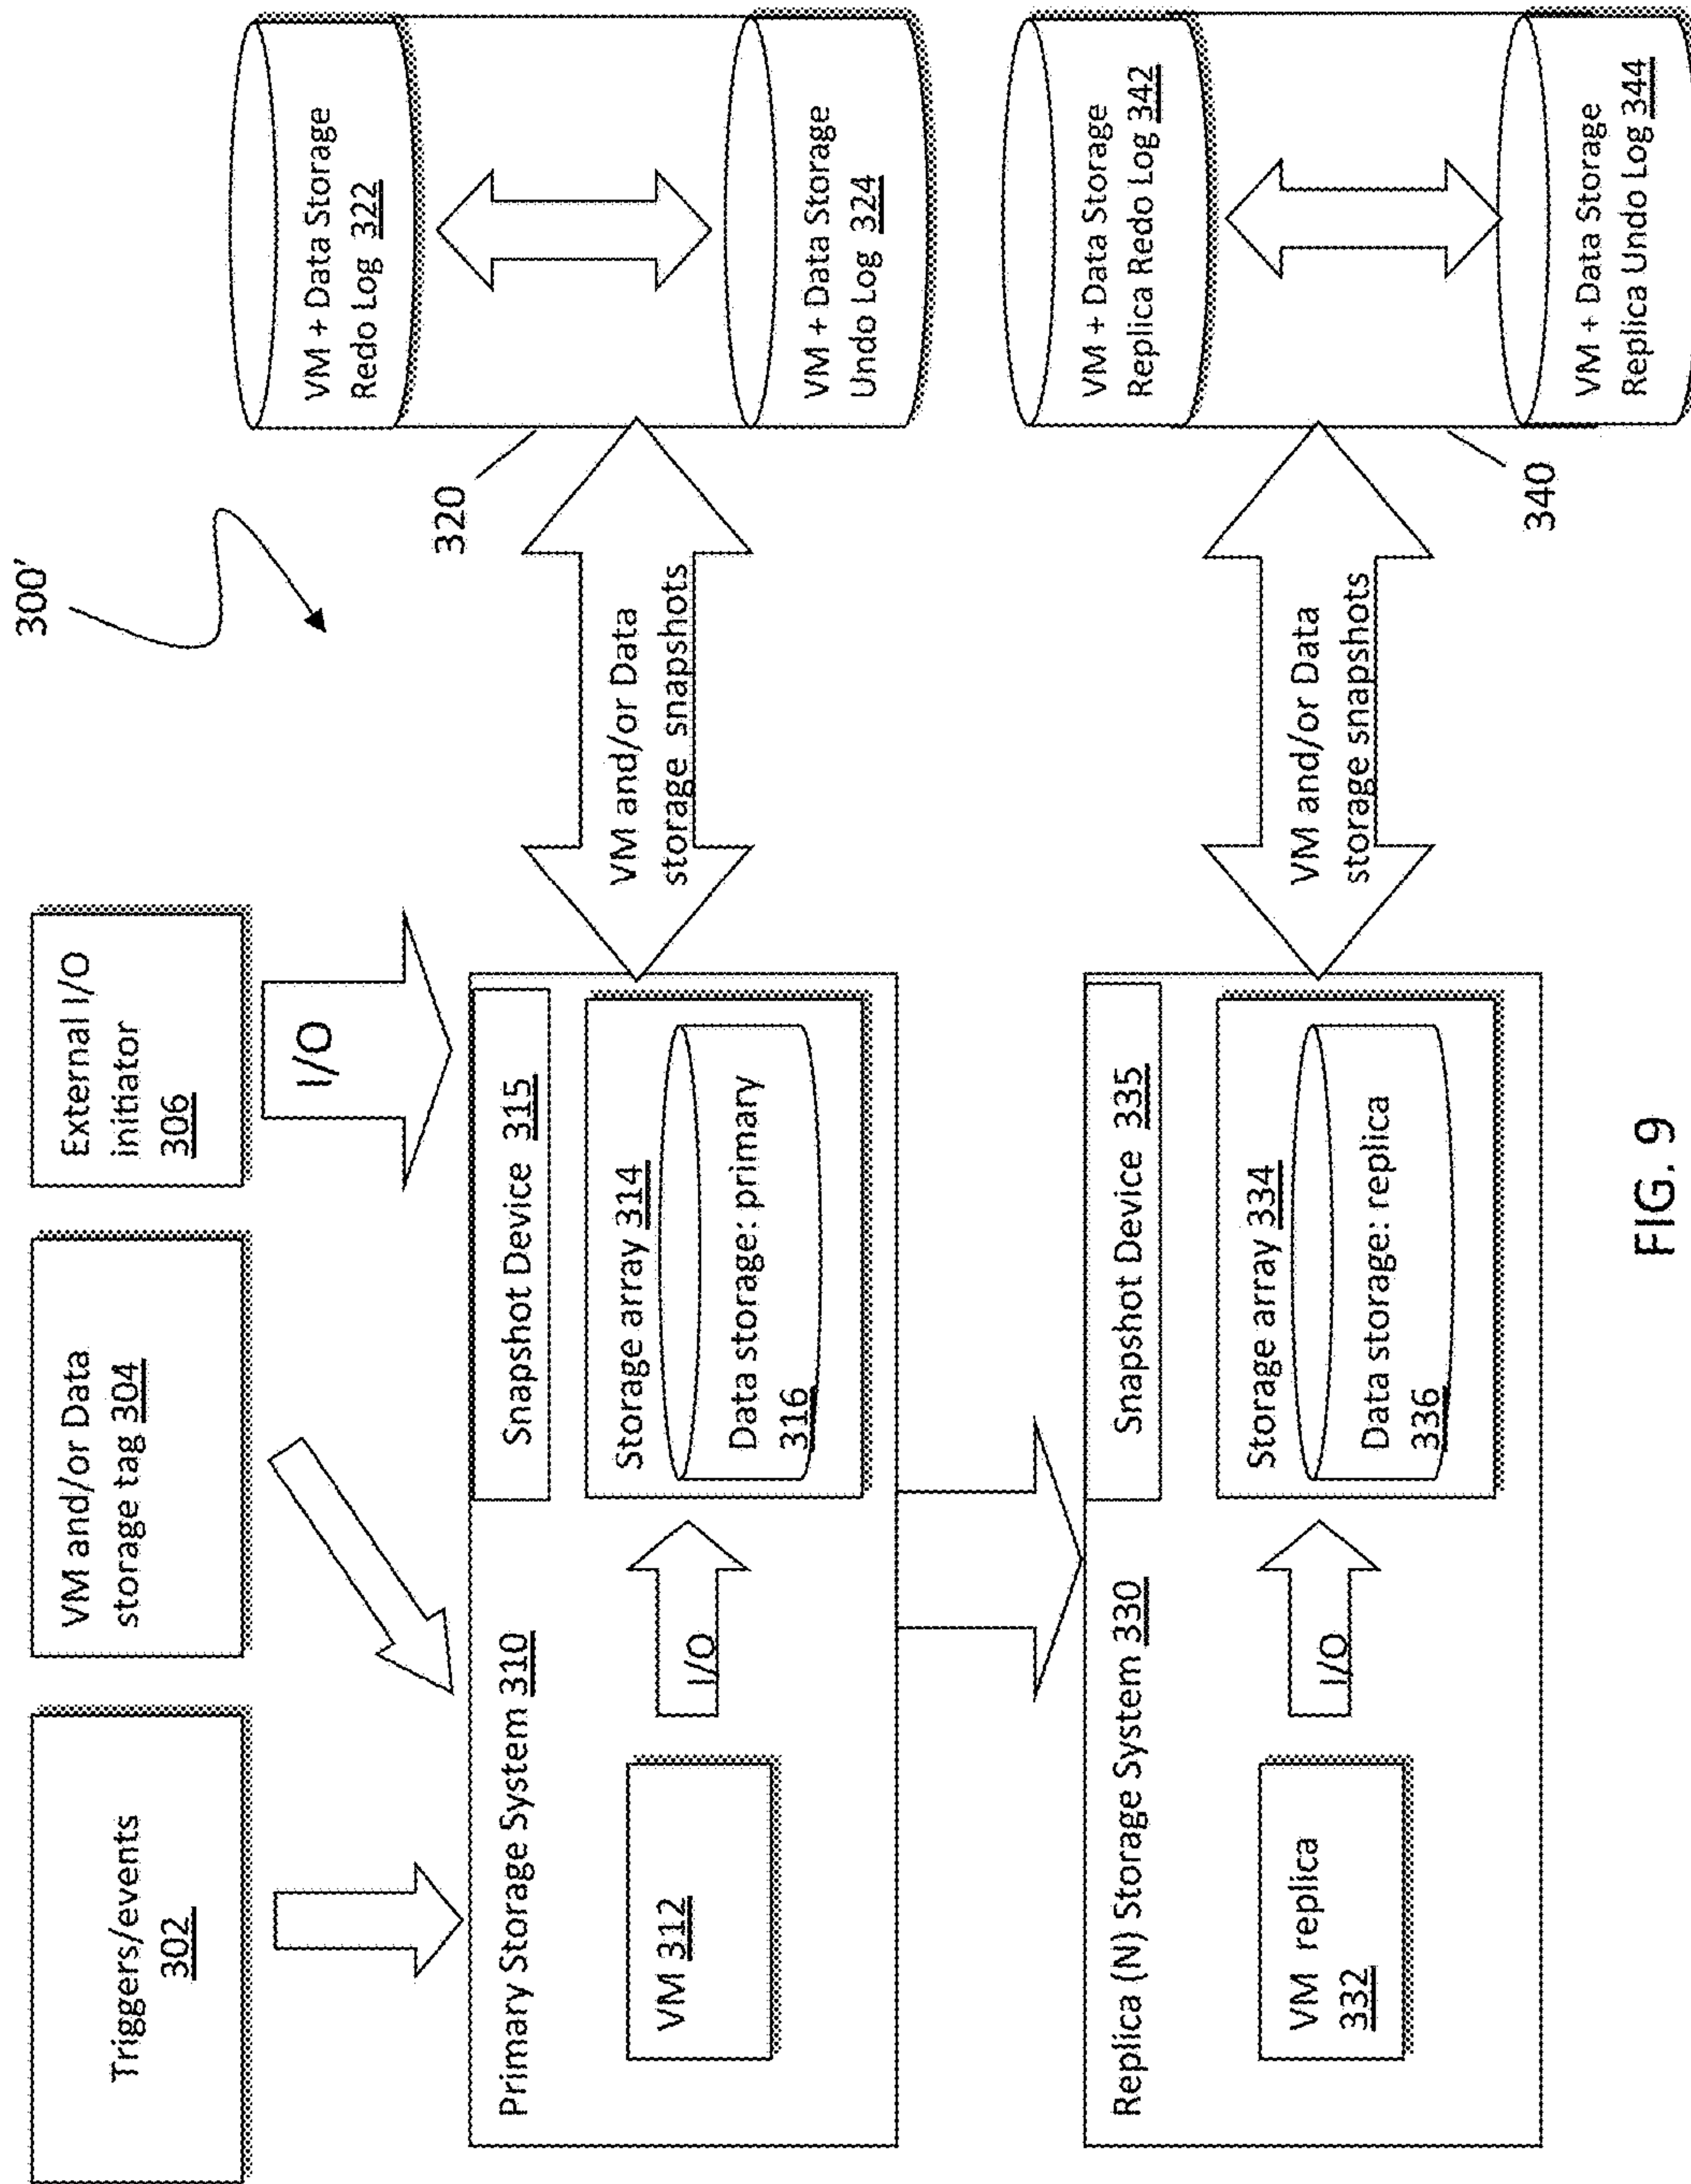 300′
Triggers/events
302
VM and/or Data
storage tag 304
External I/O
initiator
306
I/O
Primary Storage System 310
VM 312
I/O
Snapshot Device 315
Storage array 314
Data storage: primary
316
VM and/or Data
storage snapshots
320
VM + Data Storage
Redo Log 322
VM + Data Storage
Undo Log 324
Replica (N) Storage System 330
VM replica
332
I/O
Snapshot Device 335
Storage array 334
Data storage: replica
336
VM and/or Data
storage snapshots
340
VM + Data Storage
Replica Redo Log 342
VM + Data Storage
Replica Undo Log 344
FIG. 9